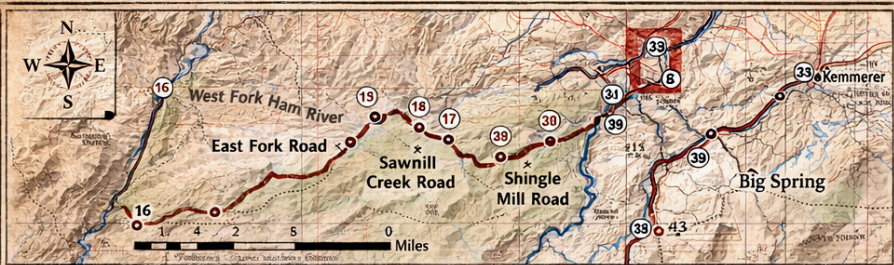 N
W E
S
16
West Fork Ham River
19
18
17
39
30
31
39
33
6
33
Kemmerer
East Fork Road
Sawnill
Creek Road
Shingle
Mill Road
39
Big Spring
16
38
43
1 4 2 5 0 Miles